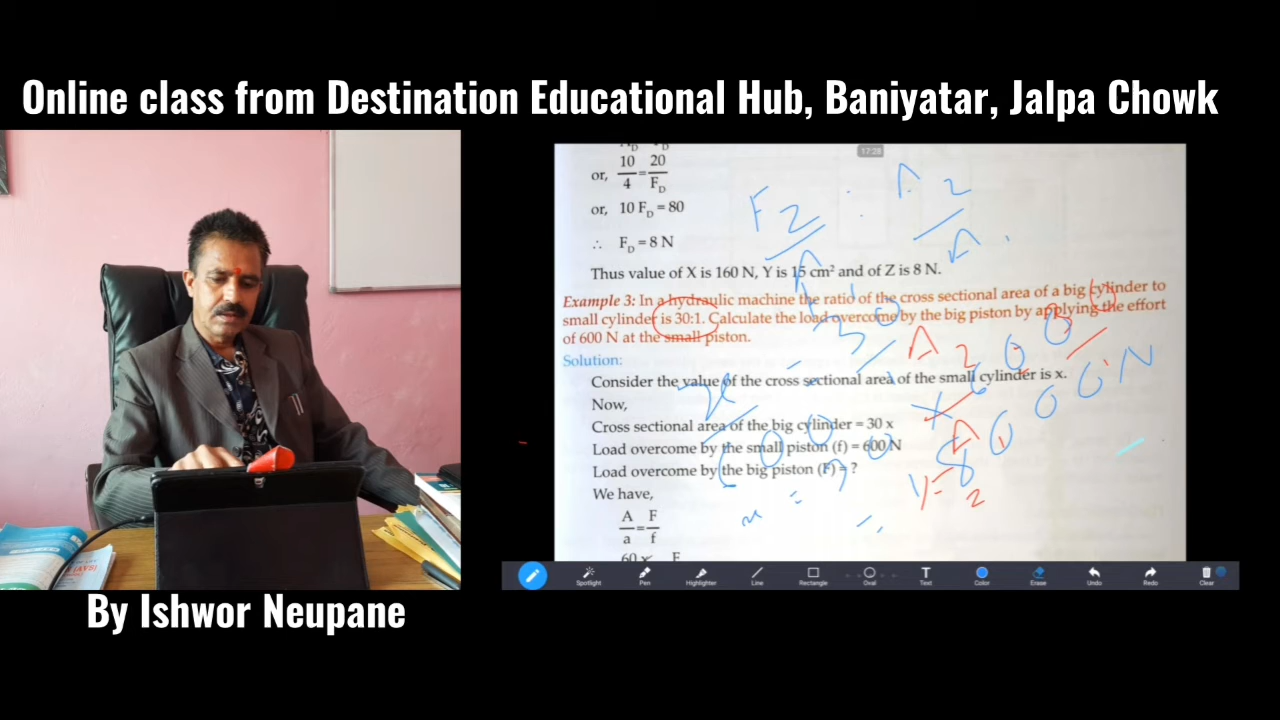 Online class from Destination Educational Hub, Baniyatar, Jalpa Chowk
17:28
or, 10/4 = 20/F_D
or, 10 F_D = 80
∴ F_D = 8 N
Thus value of X is 160 N, Y is 15 cm² and of Z is 8 N.
Example 3: In a hydraulic machine the ratio of the cross sectional area of a big cylinder to
small cylinder is 30:1. Calculate the load overcome by the big piston by applying the effort
of 600 N at the small piston.
Solution:
Consider the value of the cross sectional area of the small cylinder is x.
Now,
Cross sectional area of the big cylinder = 30 x
Load overcome by the small piston (f) = 600 N
Load overcome by the big piston (F) = ?
We have,
A/a = F/f
Spotlight Pen Highlighter Line Rectangle Oval Text Color Erase Undo Redo Clear
By Ishwor Neupane